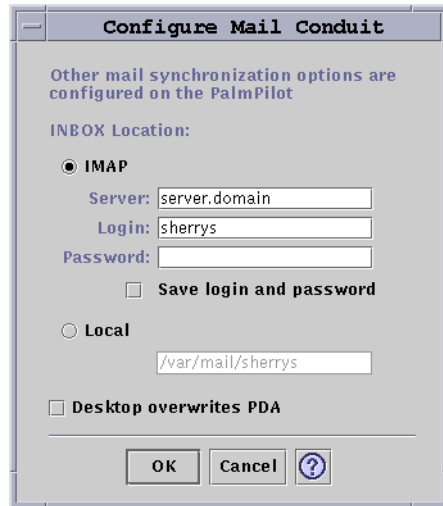 Configure Mail Conduit
Other mail synchronization options are
configured on the PalmPilot
INBOX Location:
IMAP
Server: server.domain
Login: sherrys
Password:
Save login and password
Local
/var/mail/sherrys
Desktop overwrites PDA
OK Cancel ?